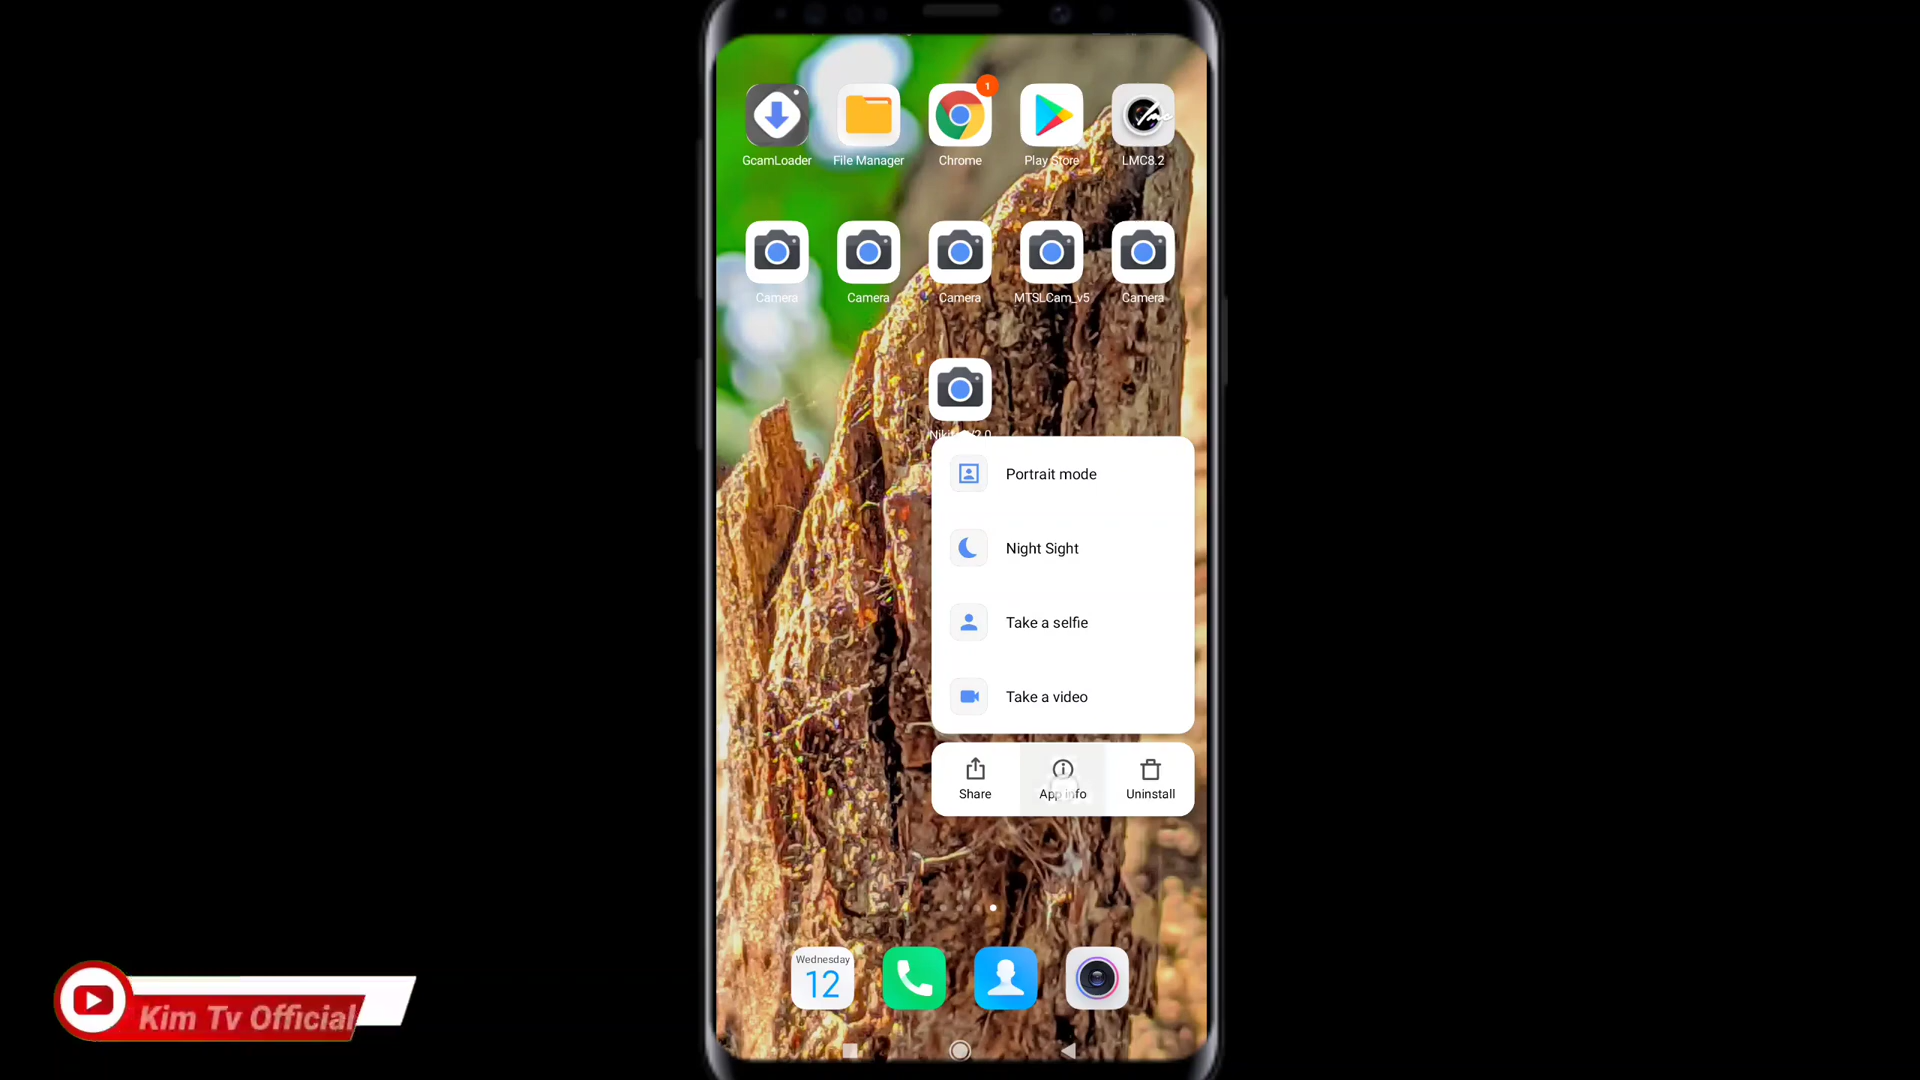 1
GcamLoader File Manager Chrome Play Store LMC8.2
Camera Camera Camera MTSLCam_v5 Camera
Portrait mode
Night Sight
Take a selfie
Take a video
Share App info Uninstall
Wednesday
12
Kim Tv Official